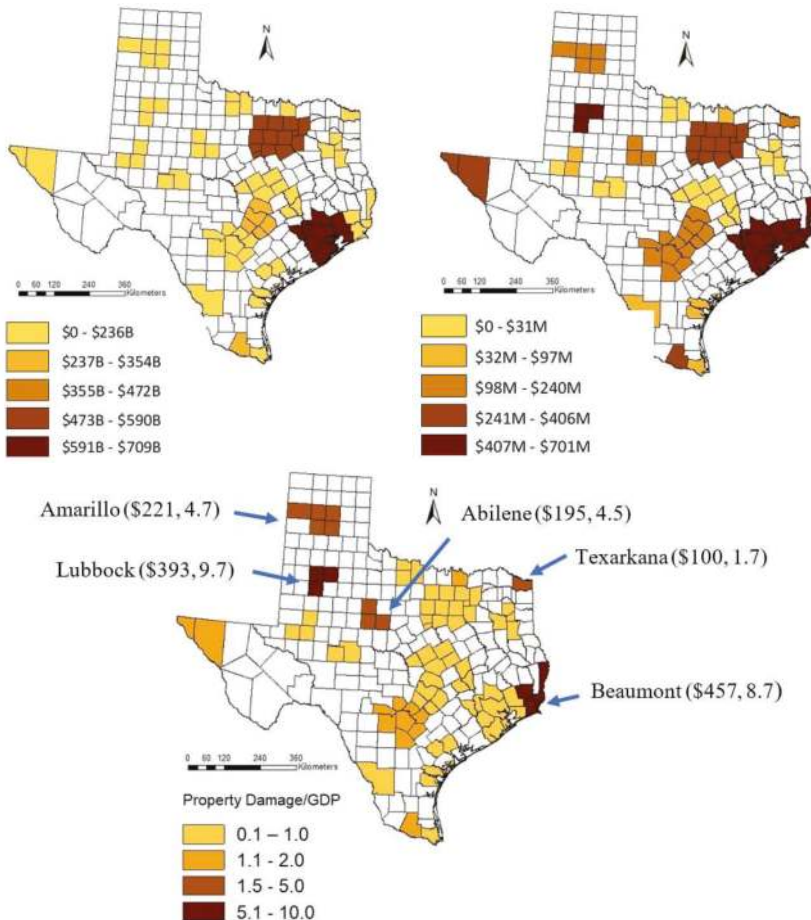 N
N
0 60 120 240 360
Kilometers
0 60 120 240 360
Kilometers
$0 - $236B
$237B - $354B
$355B - $472B
$473B - $590B
$591B - $709B
$0 - $31M
$32M - $97M
$98M - $240M
$241M - $406M
$407M - $701M
Amarillo ($221, 4.7)
N
Abilene ($195, 4.5)
Lubbock ($393, 9.7)
Texarkana ($100, 1.7)
Beaumont ($457, 8.7)
0 60 120 240 360
Kilometers
Property Damage/GDP
0.1 – 1.0
1.1 - 2.0
1.5 - 5.0
5.1 - 10.0